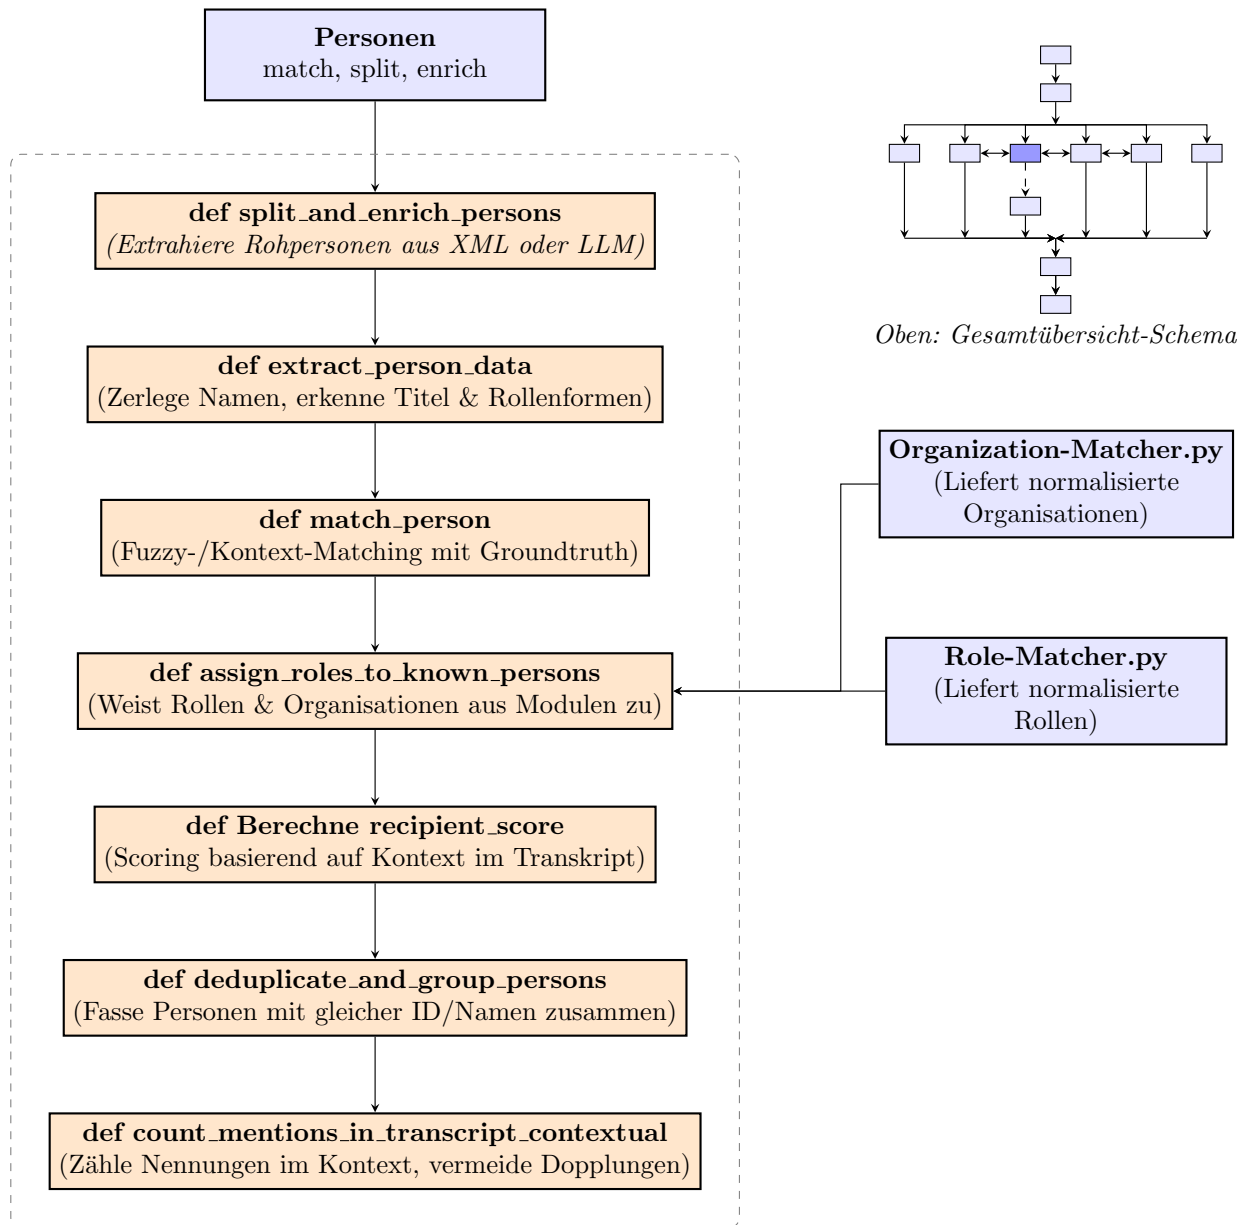 Personen
match, split, enrich
def split_and_enrich_persons
(Extrahiere Rohpersonen aus XML oder LLM)
def extract_person_data
(Zerlege Namen, erkenne Titel & Rollenformen)
def match_person
(Fuzzy-/Kontext-Matching mit Groundtruth)
def assign_roles_to_known_persons
(Weist Rollen & Organisationen aus Modulen zu)
def Berechne recipient_score
(Scoring basierend auf Kontext im Transkript)
def deduplicate_and_group_persons
(Fasse Personen mit gleicher ID/Namen zusammen)
def count_mentions_in_transcript_contextual
(Zähle Nennungen im Kontext, vermeide Dopplungen)
Oben: Gesamtübersicht-Schema
Organization-Matcher.py
(Liefert normalisierte
Organisationen)
Role-Matcher.py
(Liefert normalisierte
Rollen)